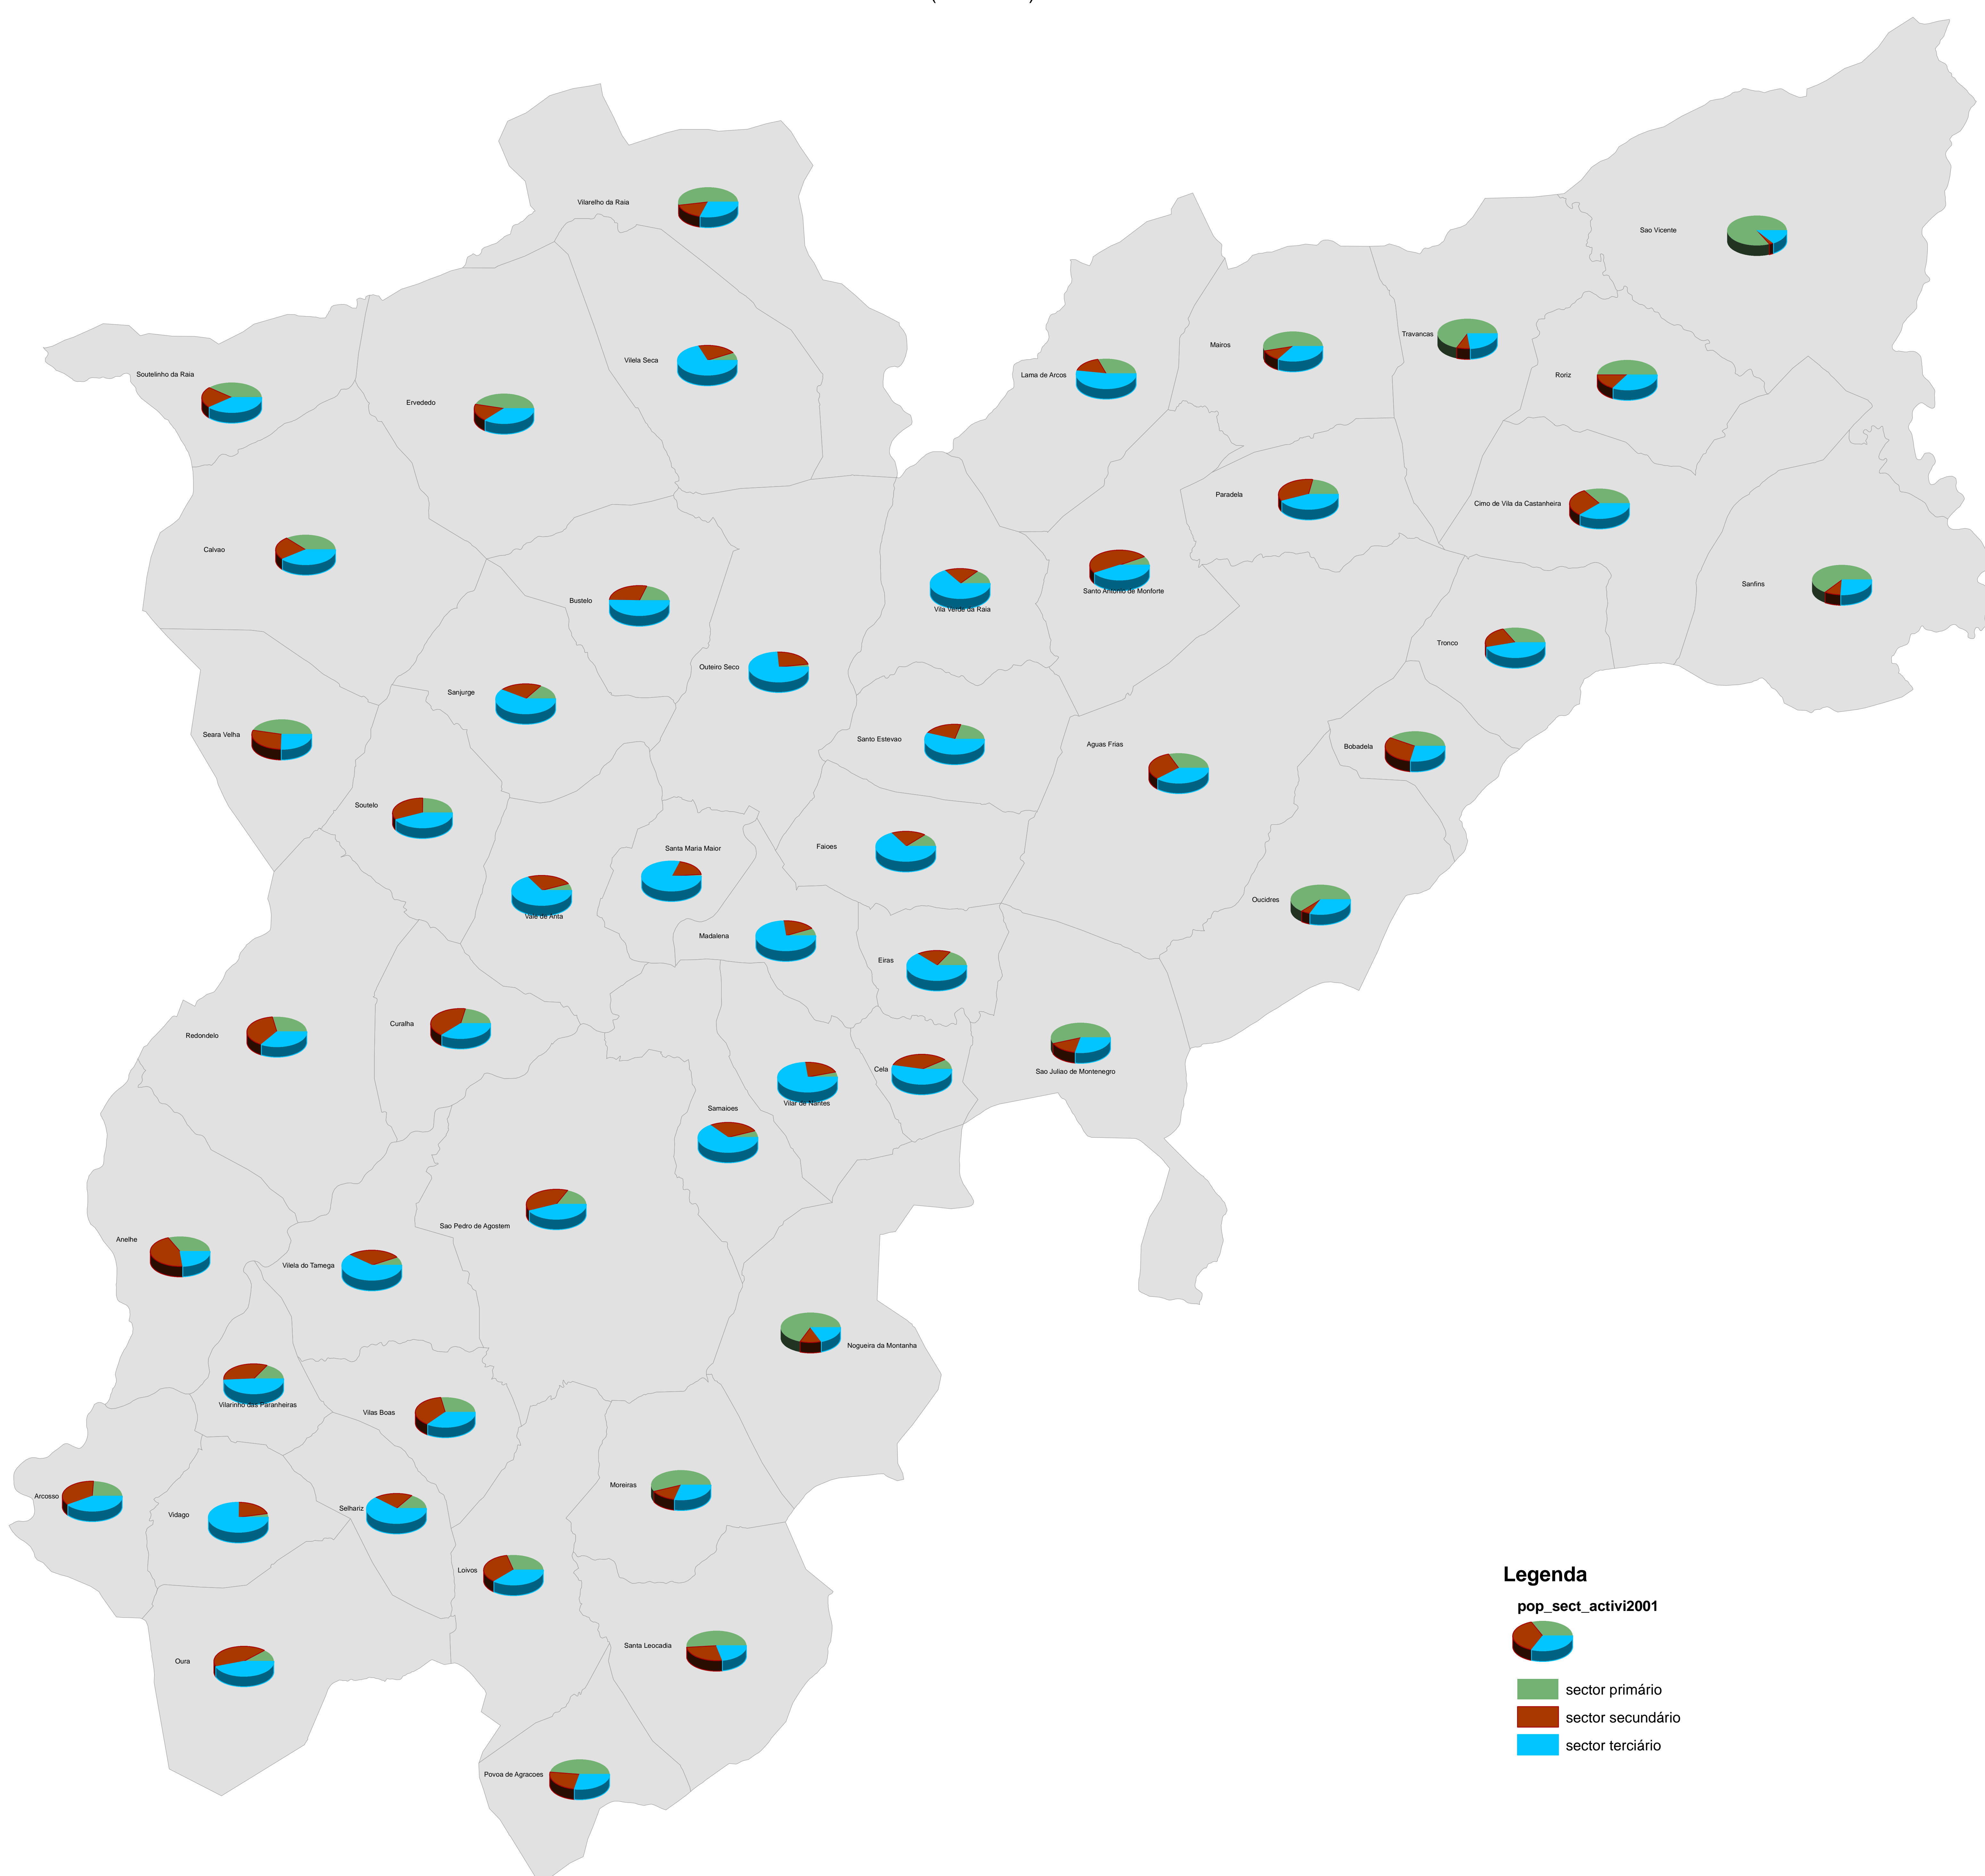 Vilarelho da Raia
Sao Vicente
Travancas
Mairos
Vilela Seca
Soutelinho da Raia
Lama de Arcos
Roriz
Ervededo
Paradela
Cimo de Vila da Castanheira
Calvao
Sanfins
Santo Antonio de Monforte
Bustelo
Vila Verde da Raia
Tronco
Outeiro Seco
Sanjurge
Seara Velha
Santo Estevao
Aguas Frias
Bobadela
Soutelo
Faioes
Santa Maria Maior
Oucidres
Vale de Anta
Madalena
Eiras
Curalha
Redondelo
Cela
Sao Juliao de Montenegro
Vilar de Nantes
Samaioes
Sao Pedro de Agostem
Anelhe
Vilela do Tamega
Nogueira da Montanha
Vilarinho das Paranheiras
Vilas Boas
Moreiras
Arcosso
Selhariz
Vidago
Loivos
Santa Leocadia
Oura
Povoa de Agracoes
Legenda
pop_sect_activi2001
sector primário
sector secundário
sector terciário